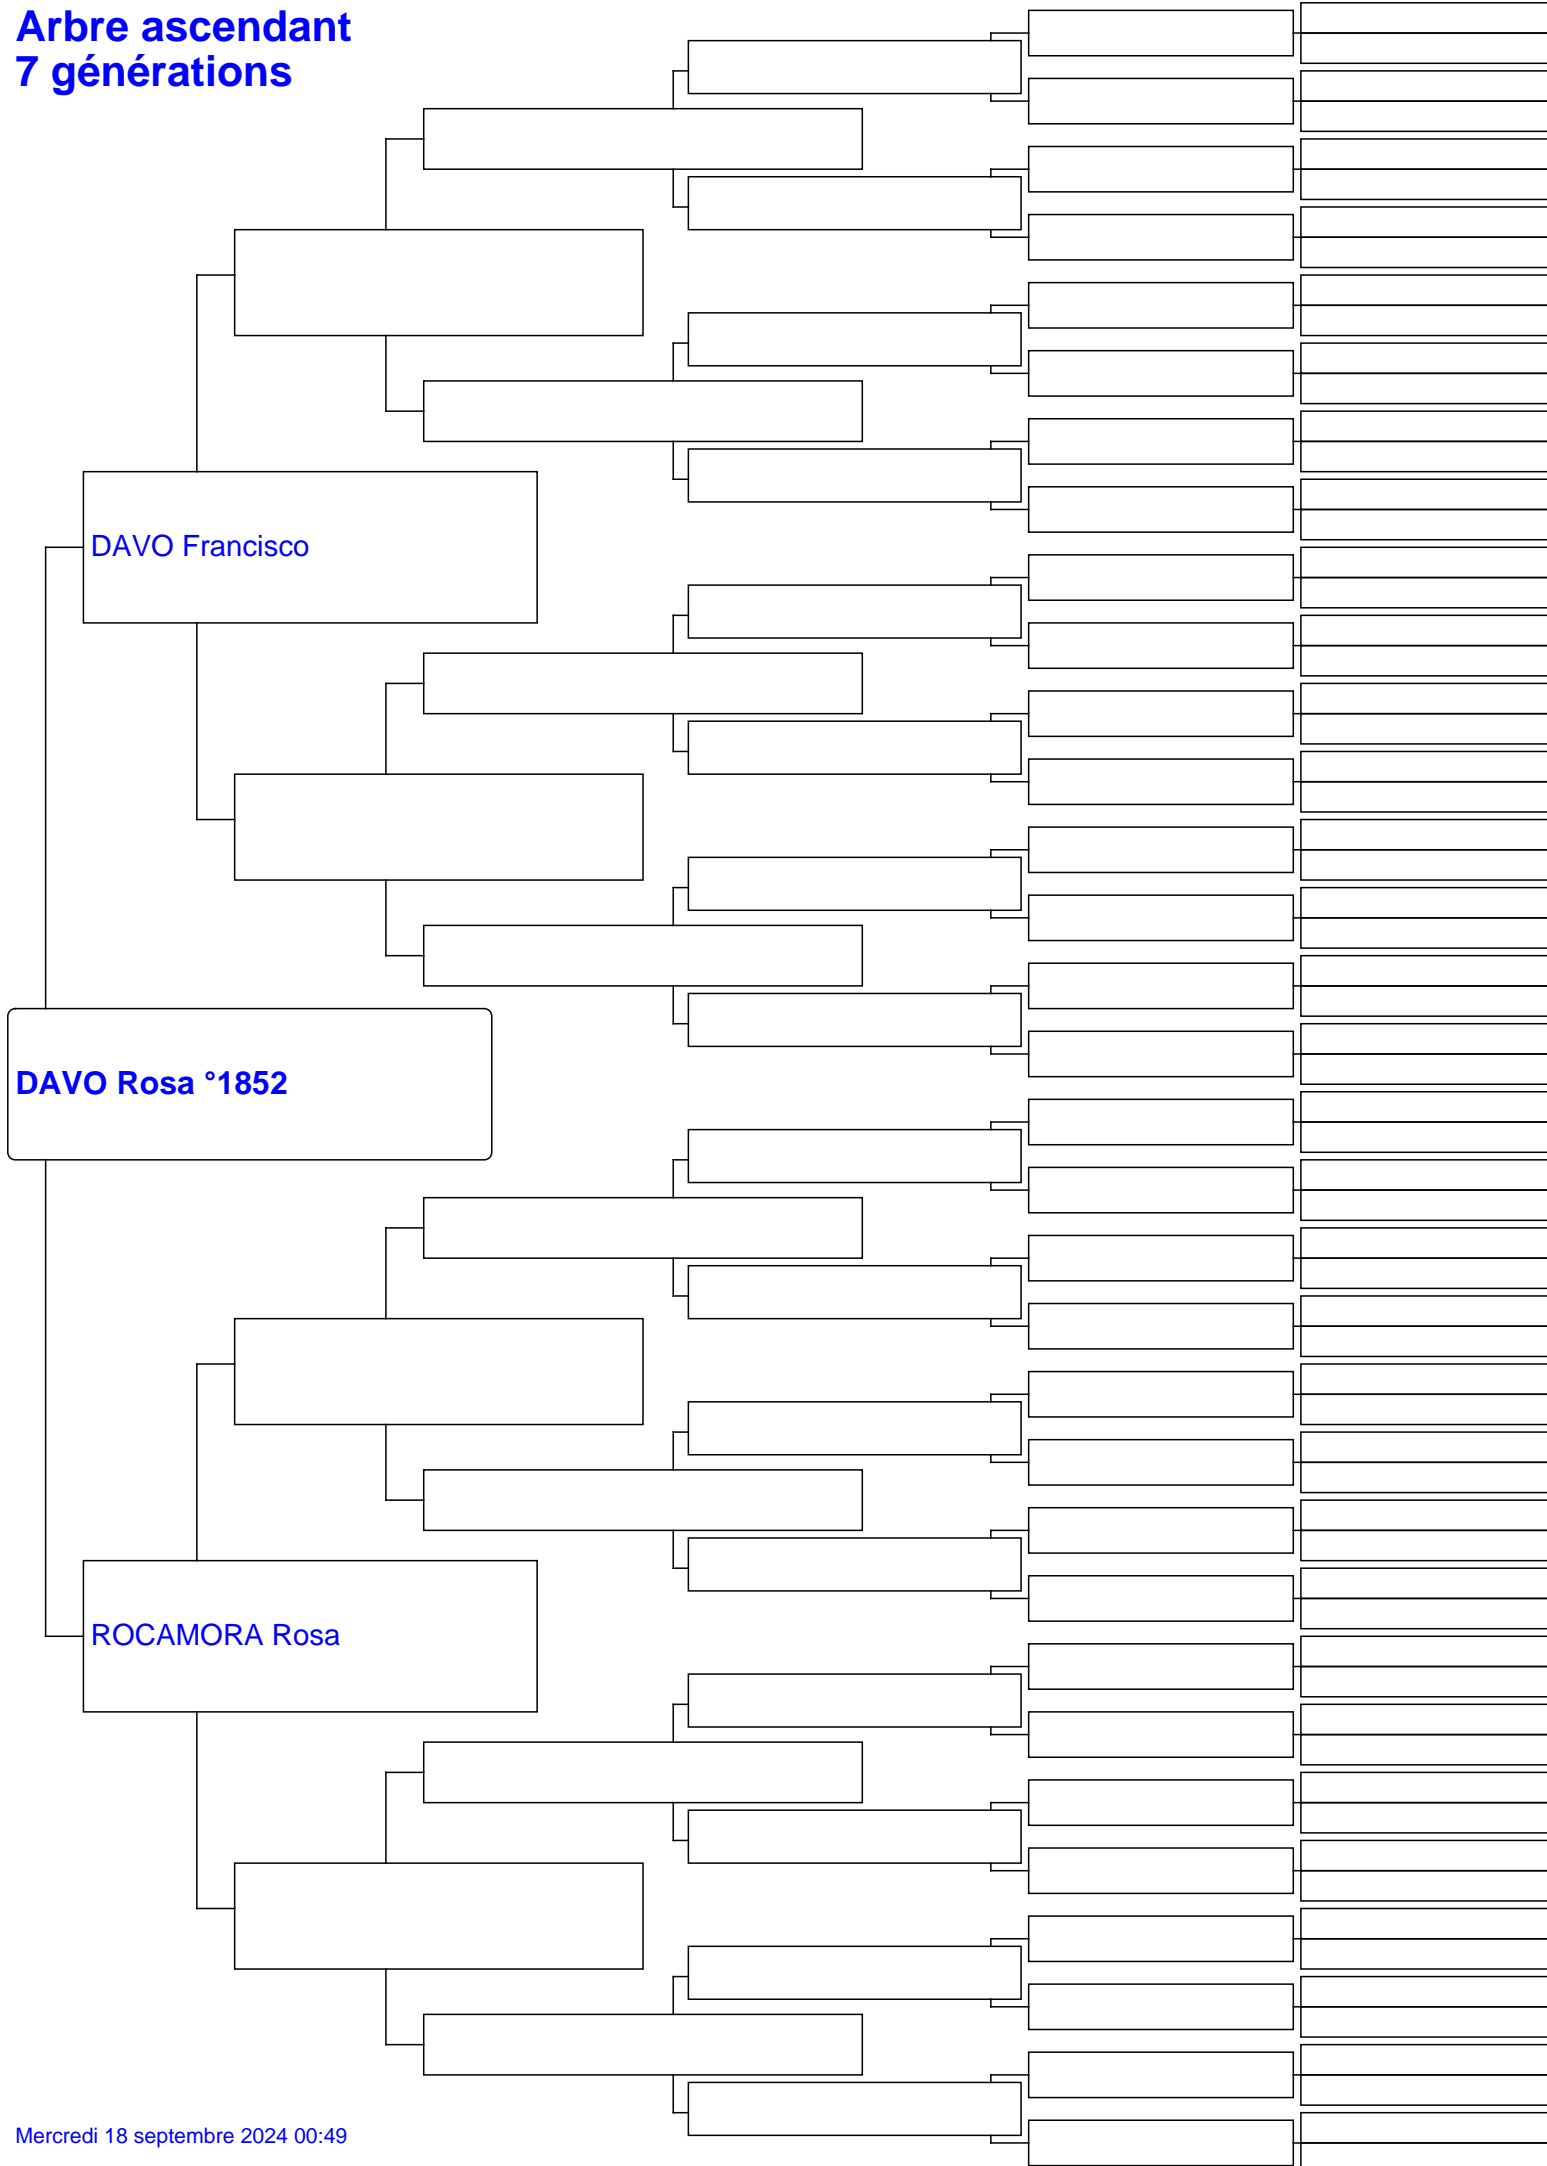 Arbre ascendant
7 générations
DAVO Francisco
DAVO Rosa °1852
ROCAMORA Rosa
Mercredi 18 septembre 2024 00:49